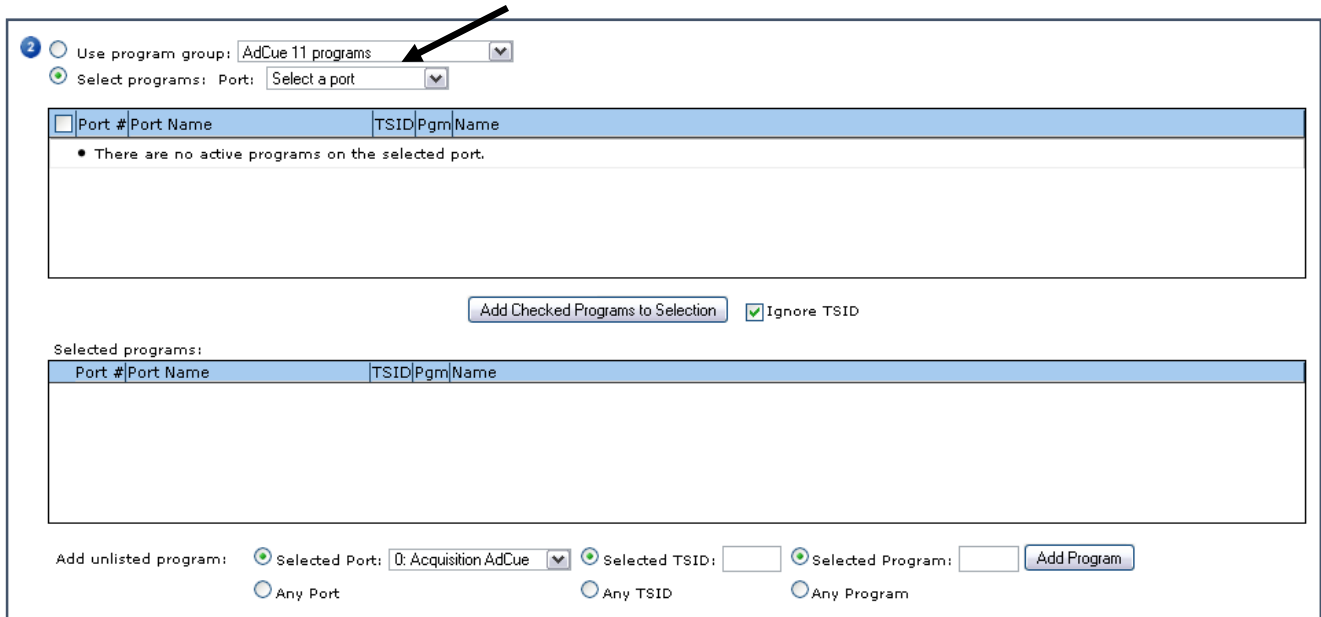 2 Use program group: AdCue 11 programs
Select programs: Port: Select a port
Port # Port Name TSID Pgm Name
• There are no active programs on the selected port.
Add Checked Programs to Selection Ignore TSID
Selected programs:
Port # Port Name TSID Pgm Name
Add unlisted program: Selected Port: 0: Acquisition AdCue Selected TSID: Selected Program: Add Program
Any Port Any TSID Any Program